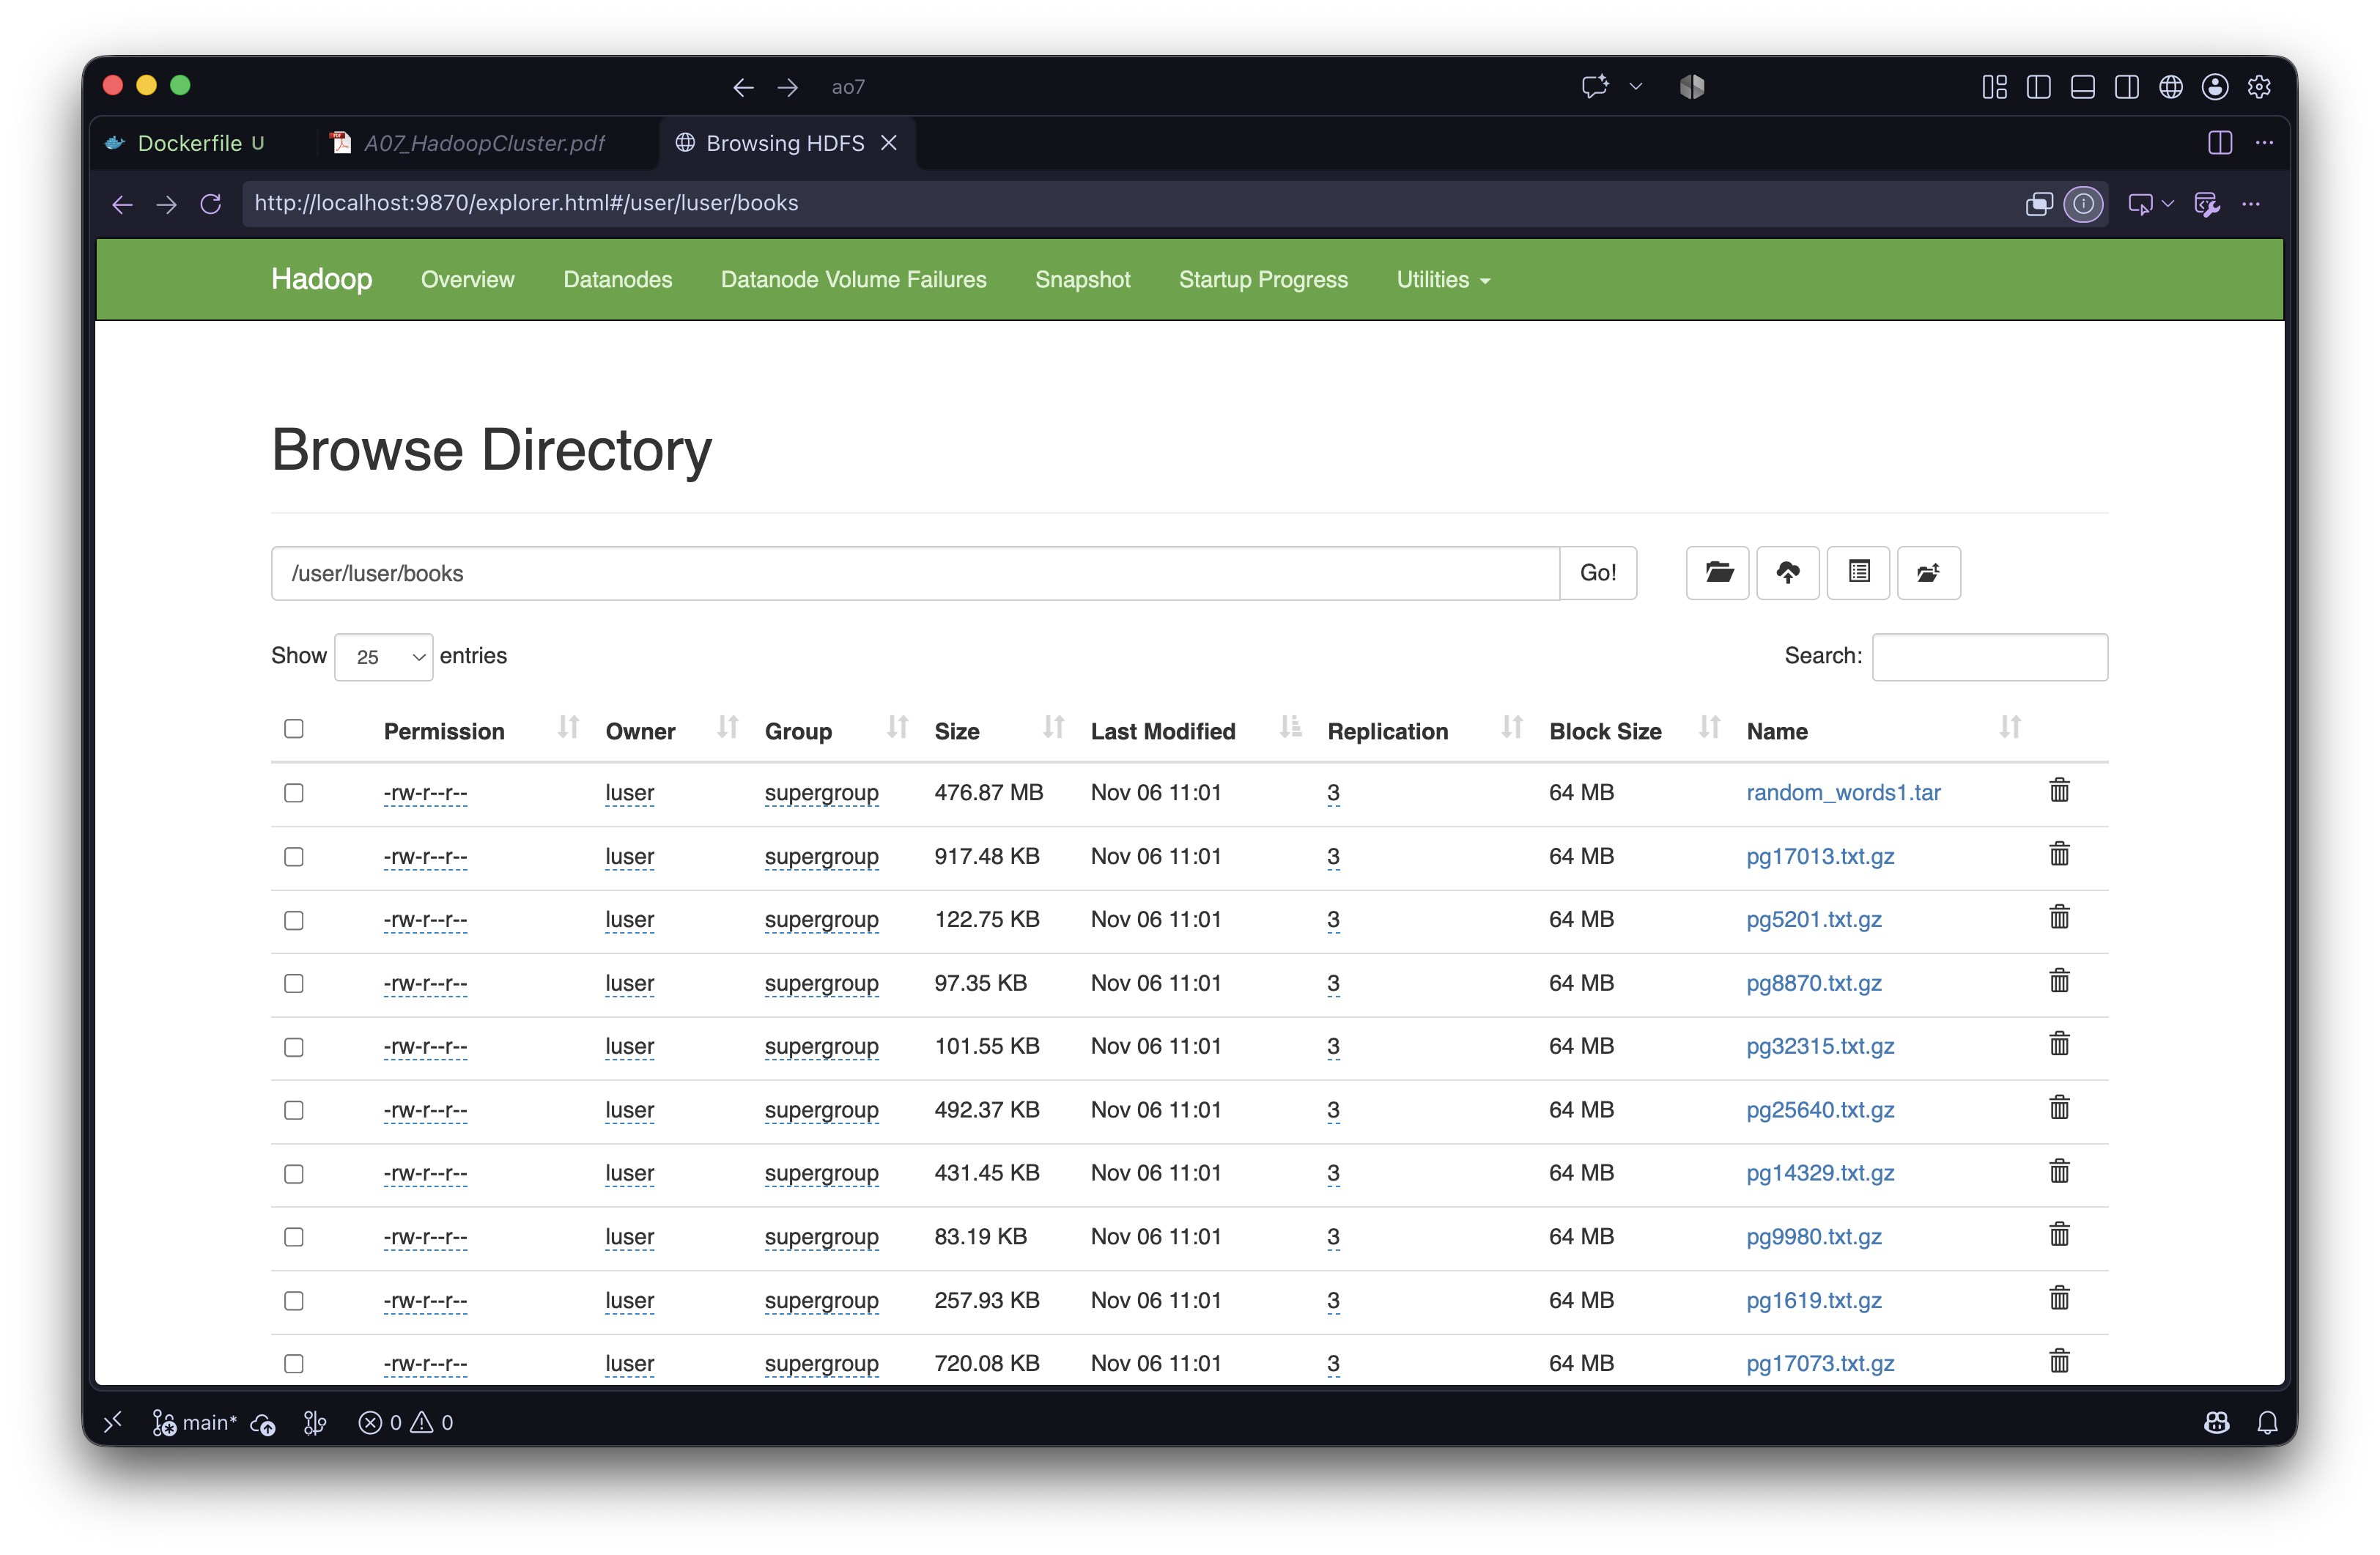 ao7
Dockerfile U
A07_HadoopCluster.pdf
Browsing HDFS
http://localhost:9870/explorer.html#/user/luser/books
Hadoop Overview Datanodes Datanode Volume Failures Snapshot Startup Progress Utilities
Browse Directory
/user/luser/books Go!
Show 25 entries Search:
Permission Owner Group Size Last Modified Replication Block Size Name
-rw-r--r-- luser supergroup 476.87 MB Nov 06 11:01 3 64 MB random_words1.tar
-rw-r--r-- luser supergroup 917.48 KB Nov 06 11:01 3 64 MB pg17013.txt.gz
-rw-r--r-- luser supergroup 122.75 KB Nov 06 11:01 3 64 MB pg5201.txt.gz
-rw-r--r-- luser supergroup 97.35 KB Nov 06 11:01 3 64 MB pg8870.txt.gz
-rw-r--r-- luser supergroup 101.55 KB Nov 06 11:01 3 64 MB pg32315.txt.gz
-rw-r--r-- luser supergroup 492.37 KB Nov 06 11:01 3 64 MB pg25640.txt.gz
-rw-r--r-- luser supergroup 431.45 KB Nov 06 11:01 3 64 MB pg14329.txt.gz
-rw-r--r-- luser supergroup 83.19 KB Nov 06 11:01 3 64 MB pg9980.txt.gz
-rw-r--r-- luser supergroup 257.93 KB Nov 06 11:01 3 64 MB pg1619.txt.gz
-rw-r--r-- luser supergroup 720.08 KB Nov 06 11:01 3 64 MB pg17073.txt.gz
main* 0 0